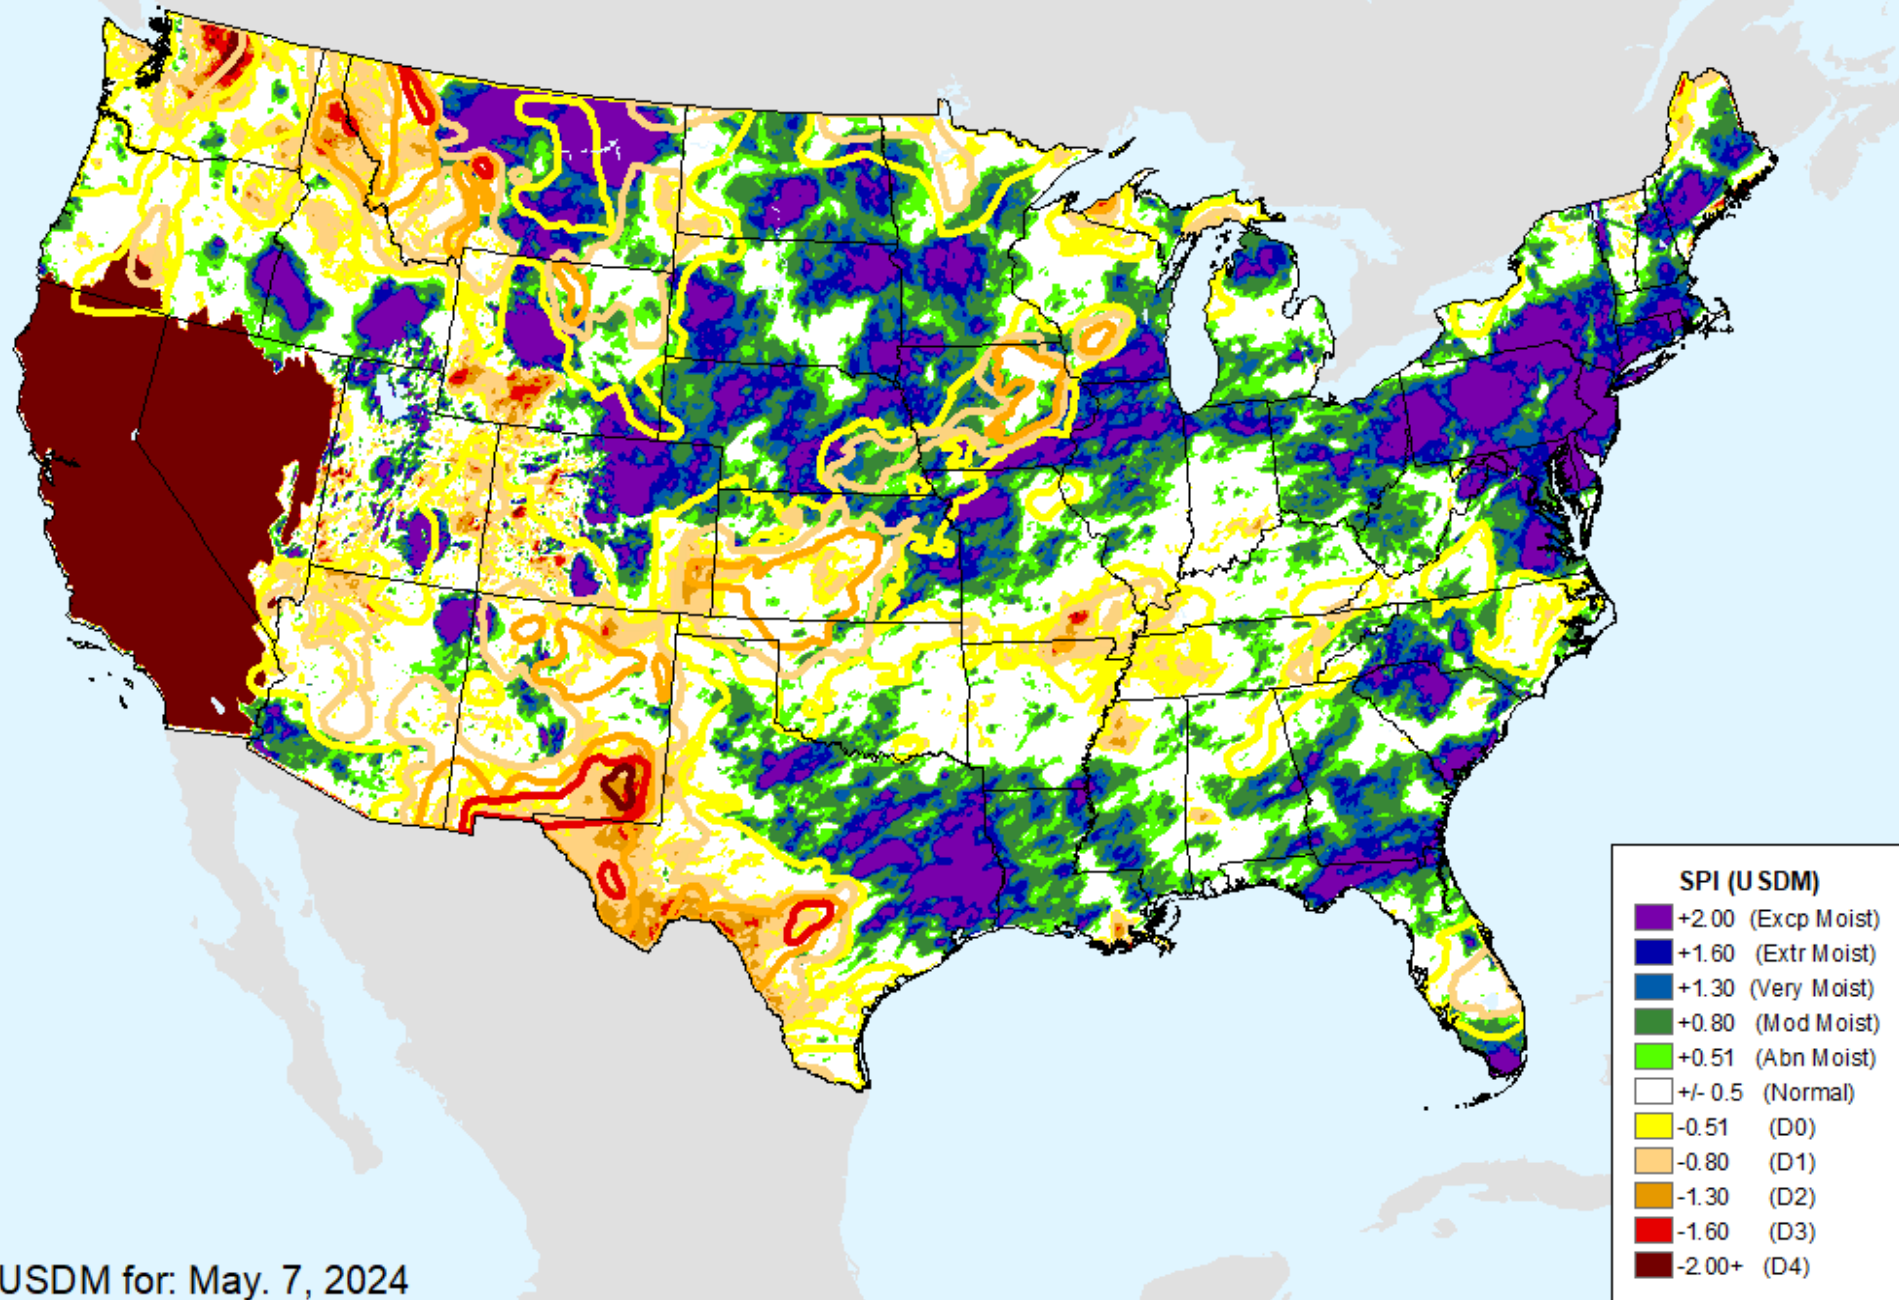 SPI (USDM)
+2.00 (Excp Moist)
+1.60 (Extr Moist)
+1.30 (Very Moist)
+0.80 (Mod Moist)
+0.51 (Abn Moist)
+/- 0.5 (Normal)
-0.51 (D0)
-0.80 (D1)
-1.30 (D2)
-1.60 (D3)
-2.00+ (D4)
USDM for: May. 7, 2024